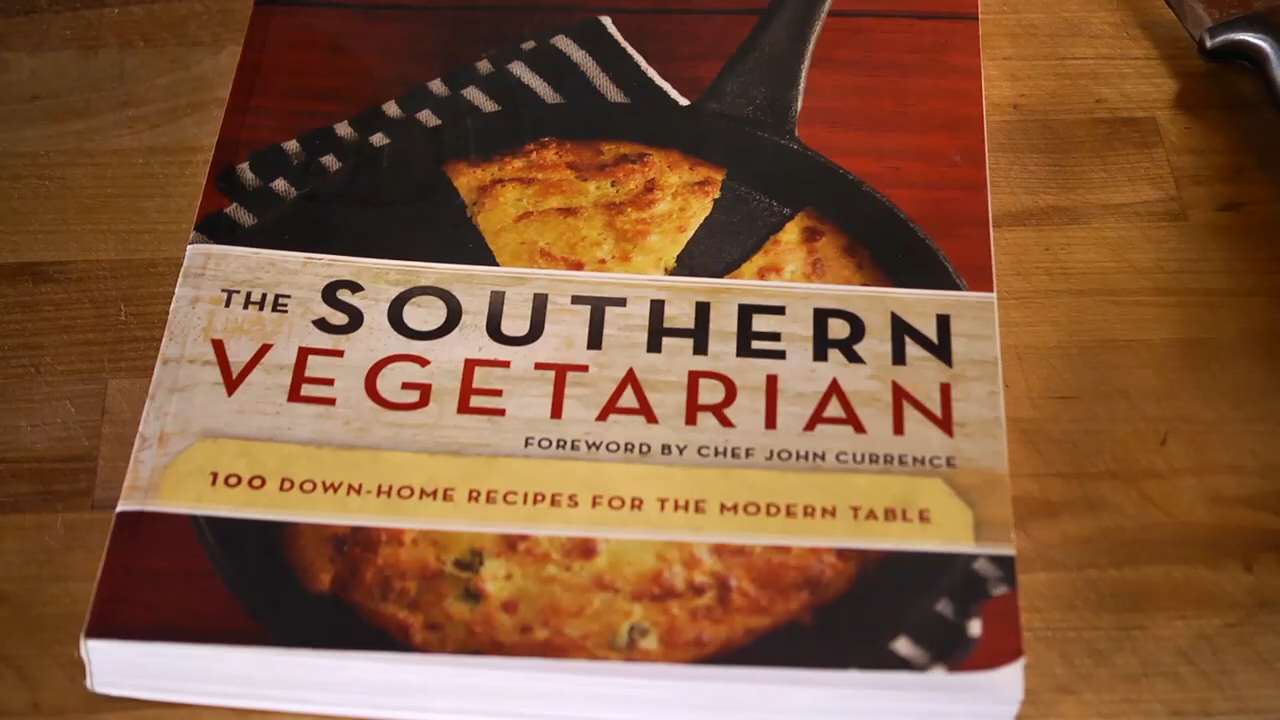 THE SOUTHERN
VEGETARIAN
FOREWORD BY CHEF JOHN CURRENCE
100 DOWN-HOME RECIPES FOR THE MODERN TABLE